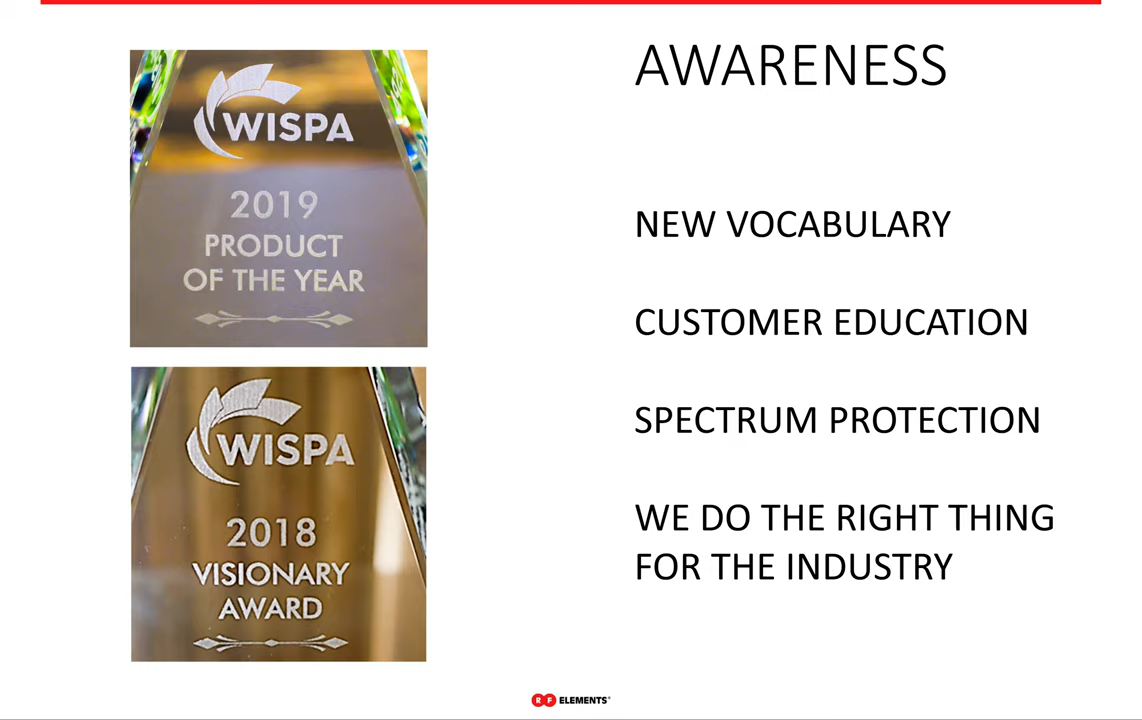 WISPA
2019
PRODUCT
OF THE YEAR
WISPA
2018
VISIONARY
AWARD
AWARENESS
NEW VOCABULARY
CUSTOMER EDUCATION
SPECTRUM PROTECTION
WE DO THE RIGHT THING
FOR THE INDUSTRY
RF ELEMENTS®